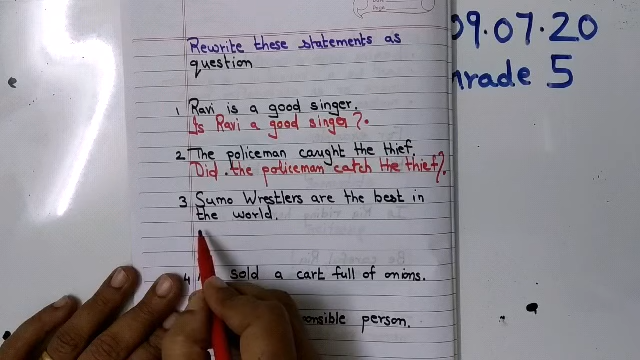 09.07.20
Grade 5
Rewrite these statements as
question
1 Ravi is a good singer.
Is Ravi a good singer?.
2 The policeman caught the thief.
Did . the policeman catch the thief?.
3 Sumo Wrestlers are the best in
the world.
4 sold a cart full of onions.
person.